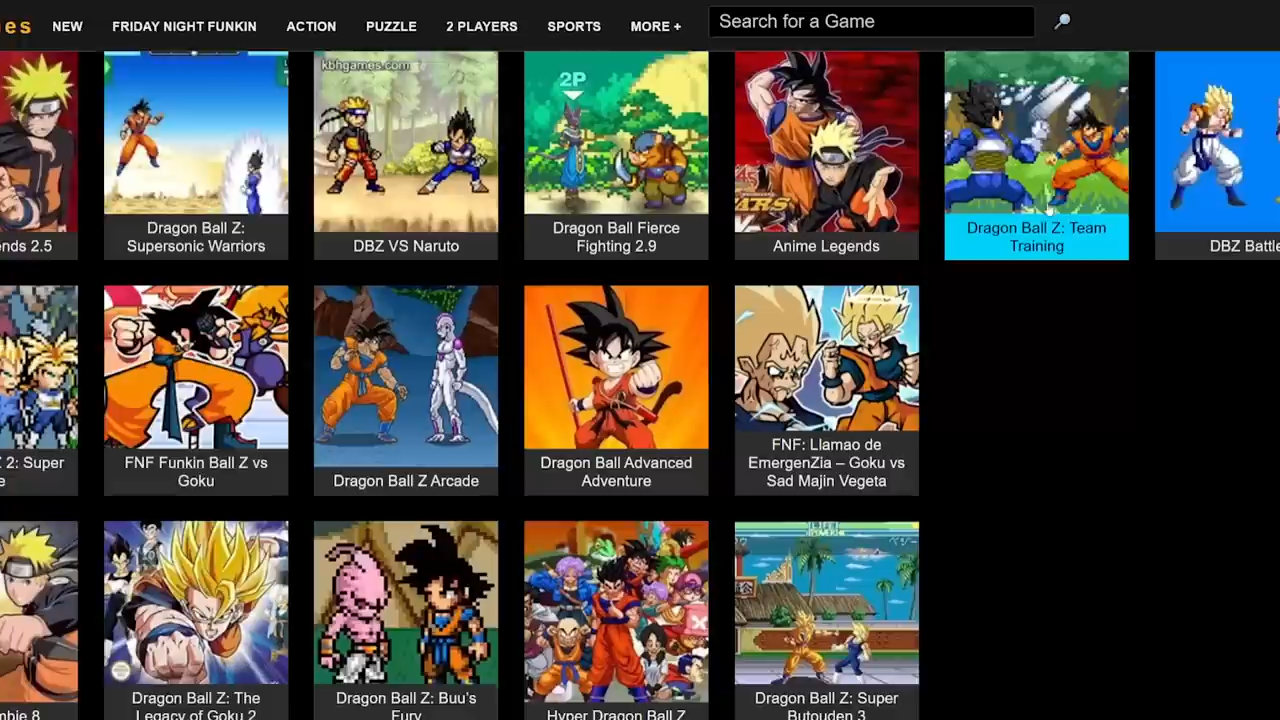 es
NEW
FRIDAY NIGHT FUNKIN
ACTION
PUZZLE
2 PLAYERS
SPORTS
MORE +
Search for a Game
kbhgames.com
2P
ends 2.5
Dragon Ball Z:
Supersonic Warriors
DBZ VS Naruto
Dragon Ball Fierce
Fighting 2.9
Anime Legends
Dragon Ball Z: Team
Training
DBZ Battle
Z 2: Super
e
FNF Funkin Ball Z vs
Goku
Dragon Ball Z Arcade
Dragon Ball Advanced
Adventure
FNF: Llamao de
EmergenZia – Goku vs
Sad Majin Vegeta
mbie 8
Dragon Ball Z: The
Legacy of Goku 2
Dragon Ball Z: Buu's
Fury
Hyper Dragon Ball Z
Dragon Ball Z: Super
Butouden 3